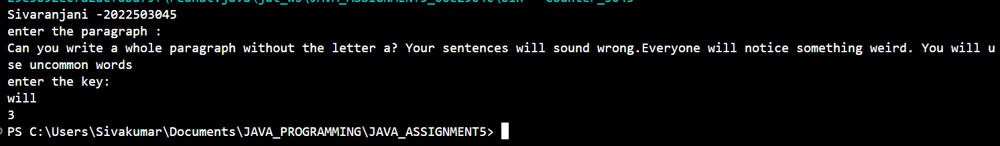 Sivaranjani -2022503045
enter the paragraph :
Can you write a whole paragraph without the letter a? Your sentences will sound wrong.Everyone will notice something weird. You will u
se uncommon words
enter the key:
will
3
PS C:\Users\Sivakumar\Documents\JAVA_PROGRAMMING\JAVA_ASSIGNMENT5>